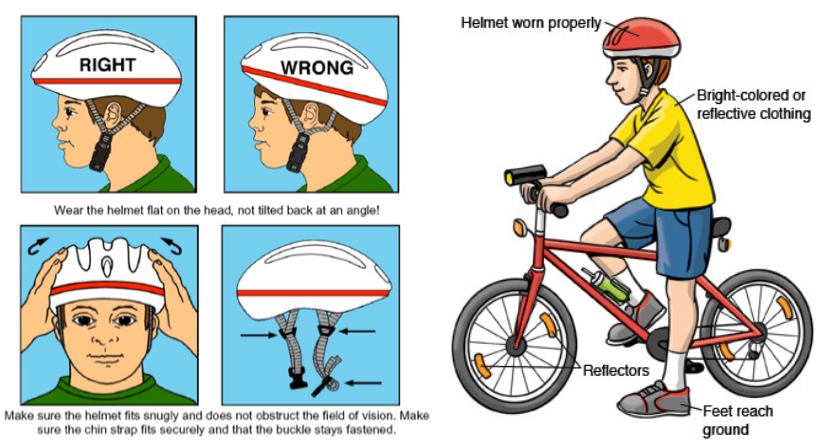 RIGHT
WRONG
Wear the helmet flat on the head, not tilted back at an angle!
Make sure the helmet fits snugly and does not obstruct the field of vision. Make
sure the chin strap fits securely and that the buckle stays fastened.
Helmet worn properly
Bright-colored or
reflective clothing
Reflectors
Feet reach
ground